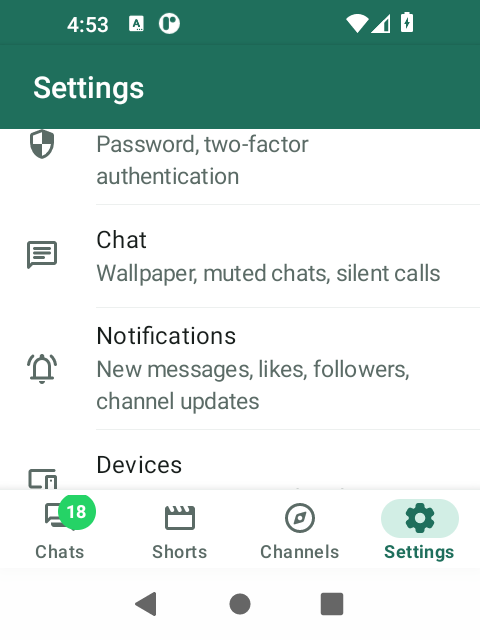 4:53
Settings
Password, two-factor
authentication
Chat
Wallpaper, muted chats, silent calls
Notifications
New messages, likes, followers,
channel updates
Devices
18
Chats
Shorts
Channels
Settings